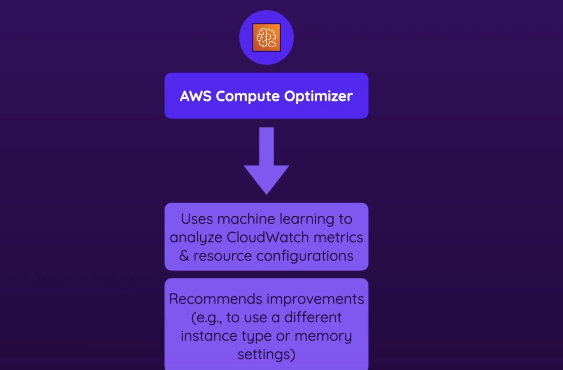 AWS Compute Optimizer
Uses machine learning to
analyze CloudWatch metrics
& resource configurations
Recommends improvements
(e.g., to use a different
instance type or memory
settings)